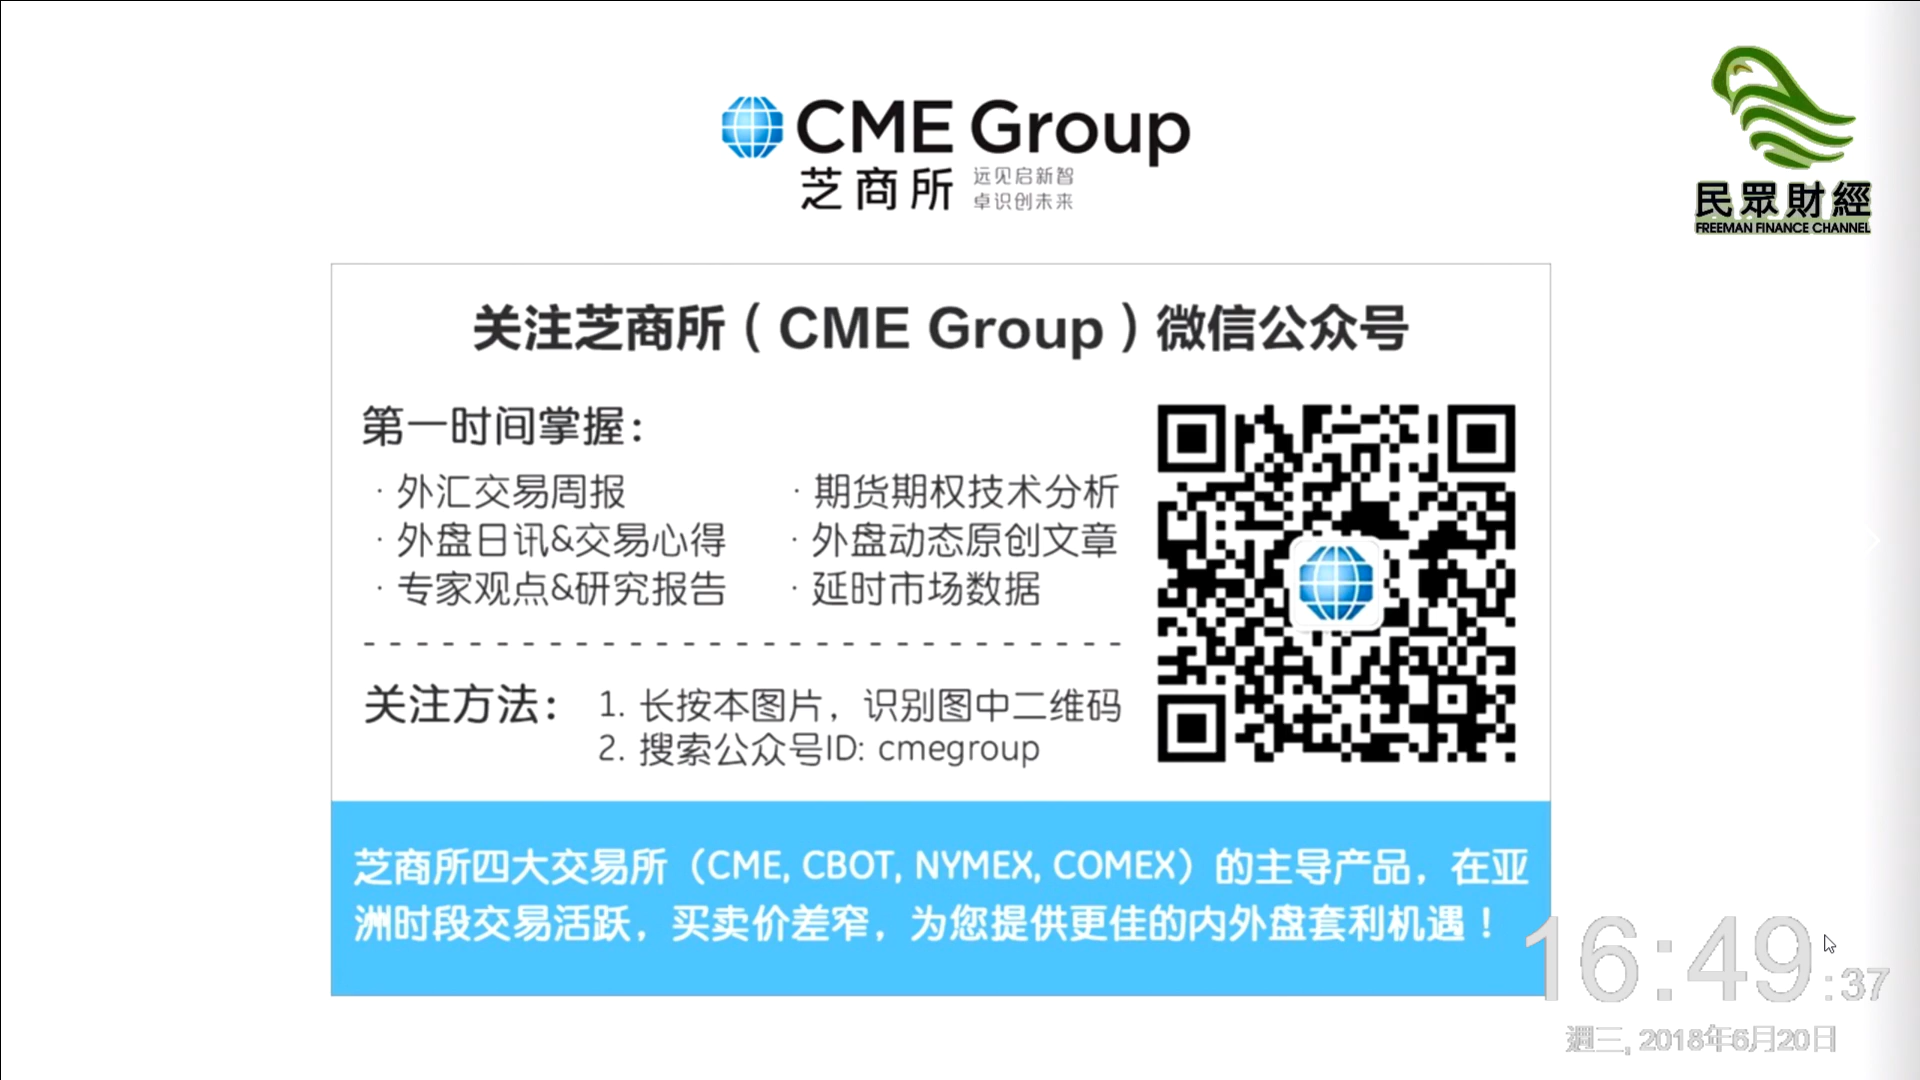 CME Group
芝商所
远见启新智
卓识创未来
民眾財經
FREEMAN FINANCE CHANNEL
关注芝商所（CME Group）微信公众号
第一时间掌握：
· 外汇交易周报
· 期货期权技术分析
· 外盘日讯&交易心得
· 外盘动态原创文章
· 专家观点&研究报告
· 延时市场数据
关注方法：
1. 长按本图片，识别图中二维码
2. 搜索公众号ID: cmegroup
芝商所四大交易所（CME, CBOT, NYMEX, COMEX）的主导产品，在亚
洲时段交易活跃，买卖价差窄，为您提供更佳的内外盘套利机遇！
16:49:37
週三, 2018年6月20日